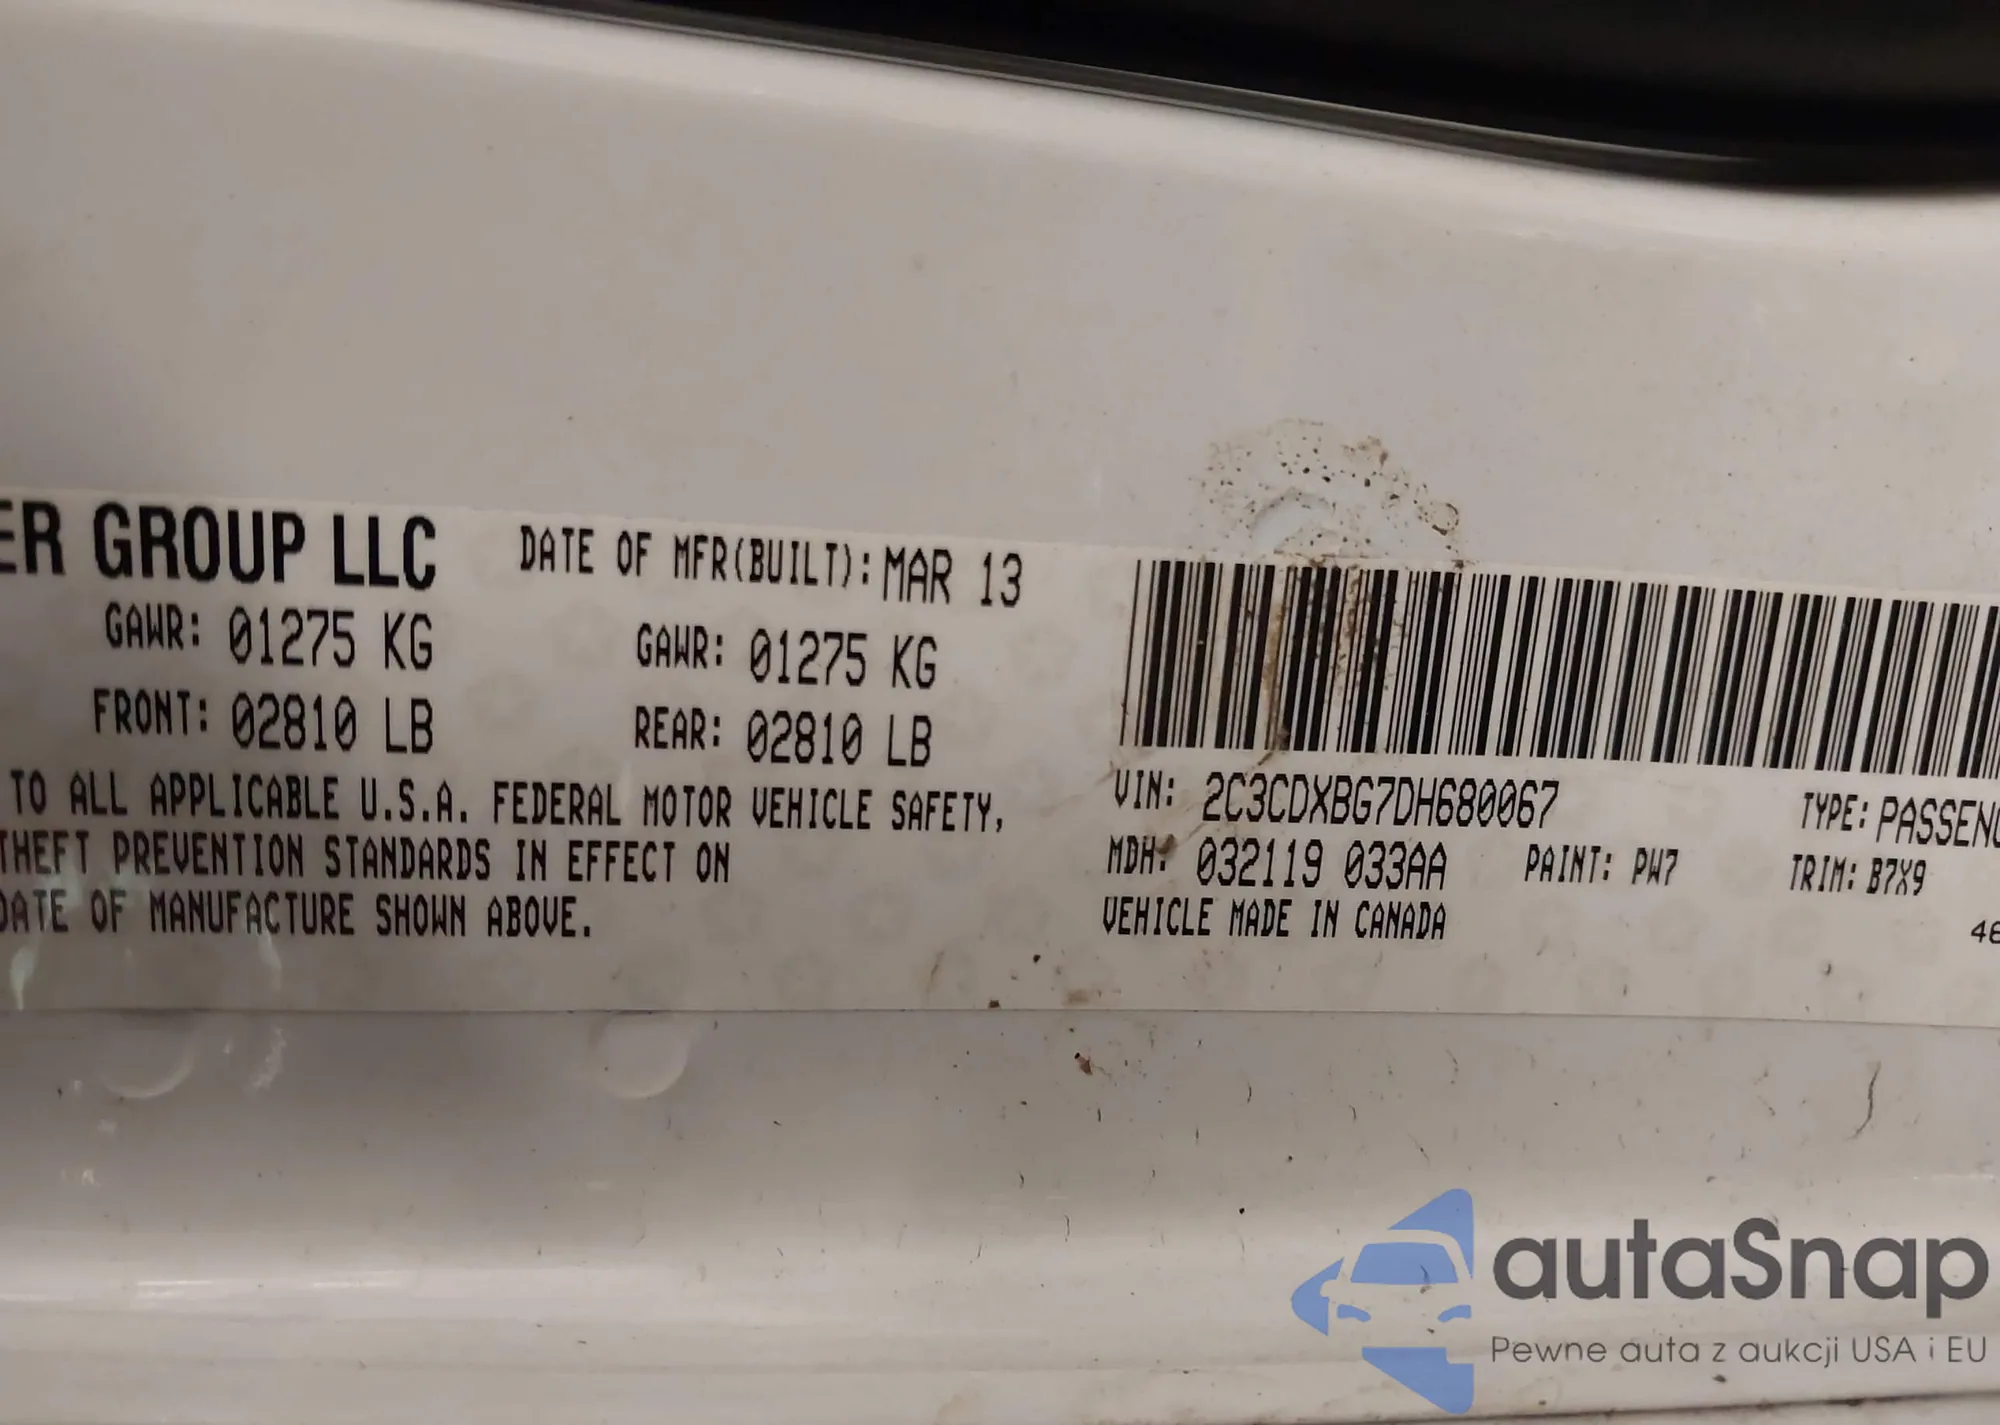 ER GROUP LLC
DATE OF MFR(BUILT): MAR 13
GAWR: 01275 KG
GAWR: 01275 KG
FRONT: 02810 LB
REAR: 02810 LB
TO ALL APPLICABLE U.S.A. FEDERAL MOTOR VEHICLE SAFETY,
THEFT PREVENTION STANDARDS IN EFFECT ON
DATE OF MANUFACTURE SHOWN ABOVE.
VIN: 2C3CDXBG7DH680067
TYPE: PASSENG
MDH: 032119 033AA
PAINT: PW7
TRIM: B7X9
VEHICLE MADE IN CANADA
48
autaSnap
Pewne auta z aukcji USA i EU